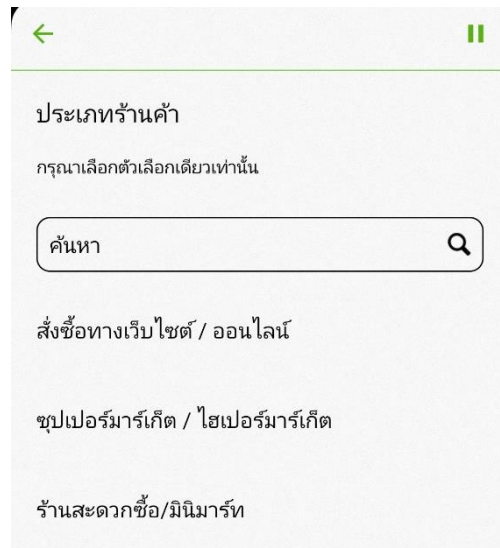 ประเภทร้านค้า
กรุณาเลือกตัวเลือกเดียวเท่านั้น
ค้นหา
สั่งซื้อทางเว็บไซต์ / ออนไลน์
ซุปเปอร์มาร์เก็ต / ไฮเปอร์มาร์เก็ต
ร้านสะดวกซื้อ/มินิมาร์ท